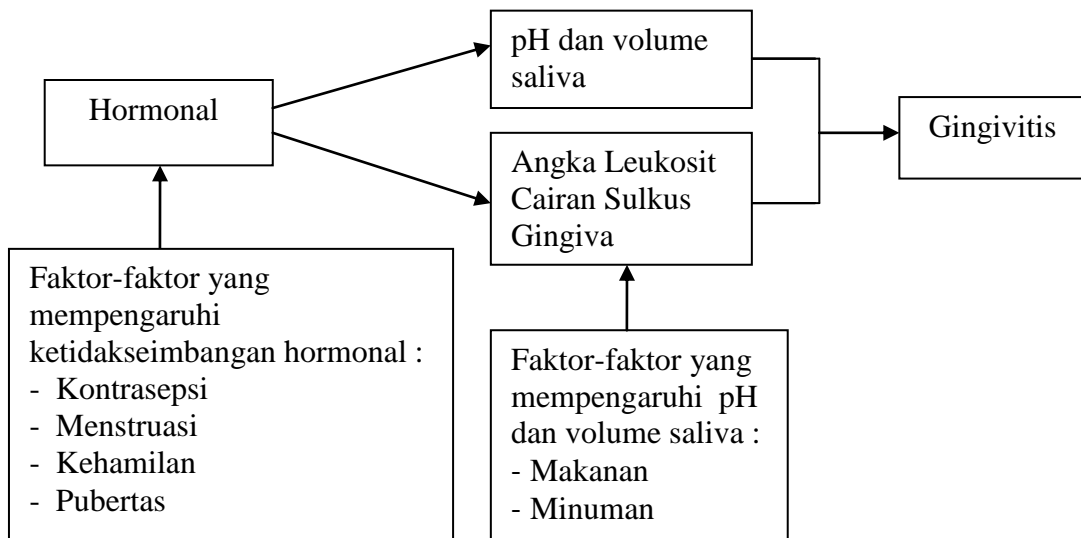 Hormonal
pH dan volume
saliva
Angka Leukosit
Cairan Sulkus
Gingiva
Gingivitis
Faktor-faktor yang
mempengaruhi
ketidakseimbangan hormonal :
- Kontrasepsi
- Menstruasi
- Kehamilan
- Pubertas
Faktor-faktor yang
mempengaruhi pH
dan volume saliva :
- Makanan
- Minuman